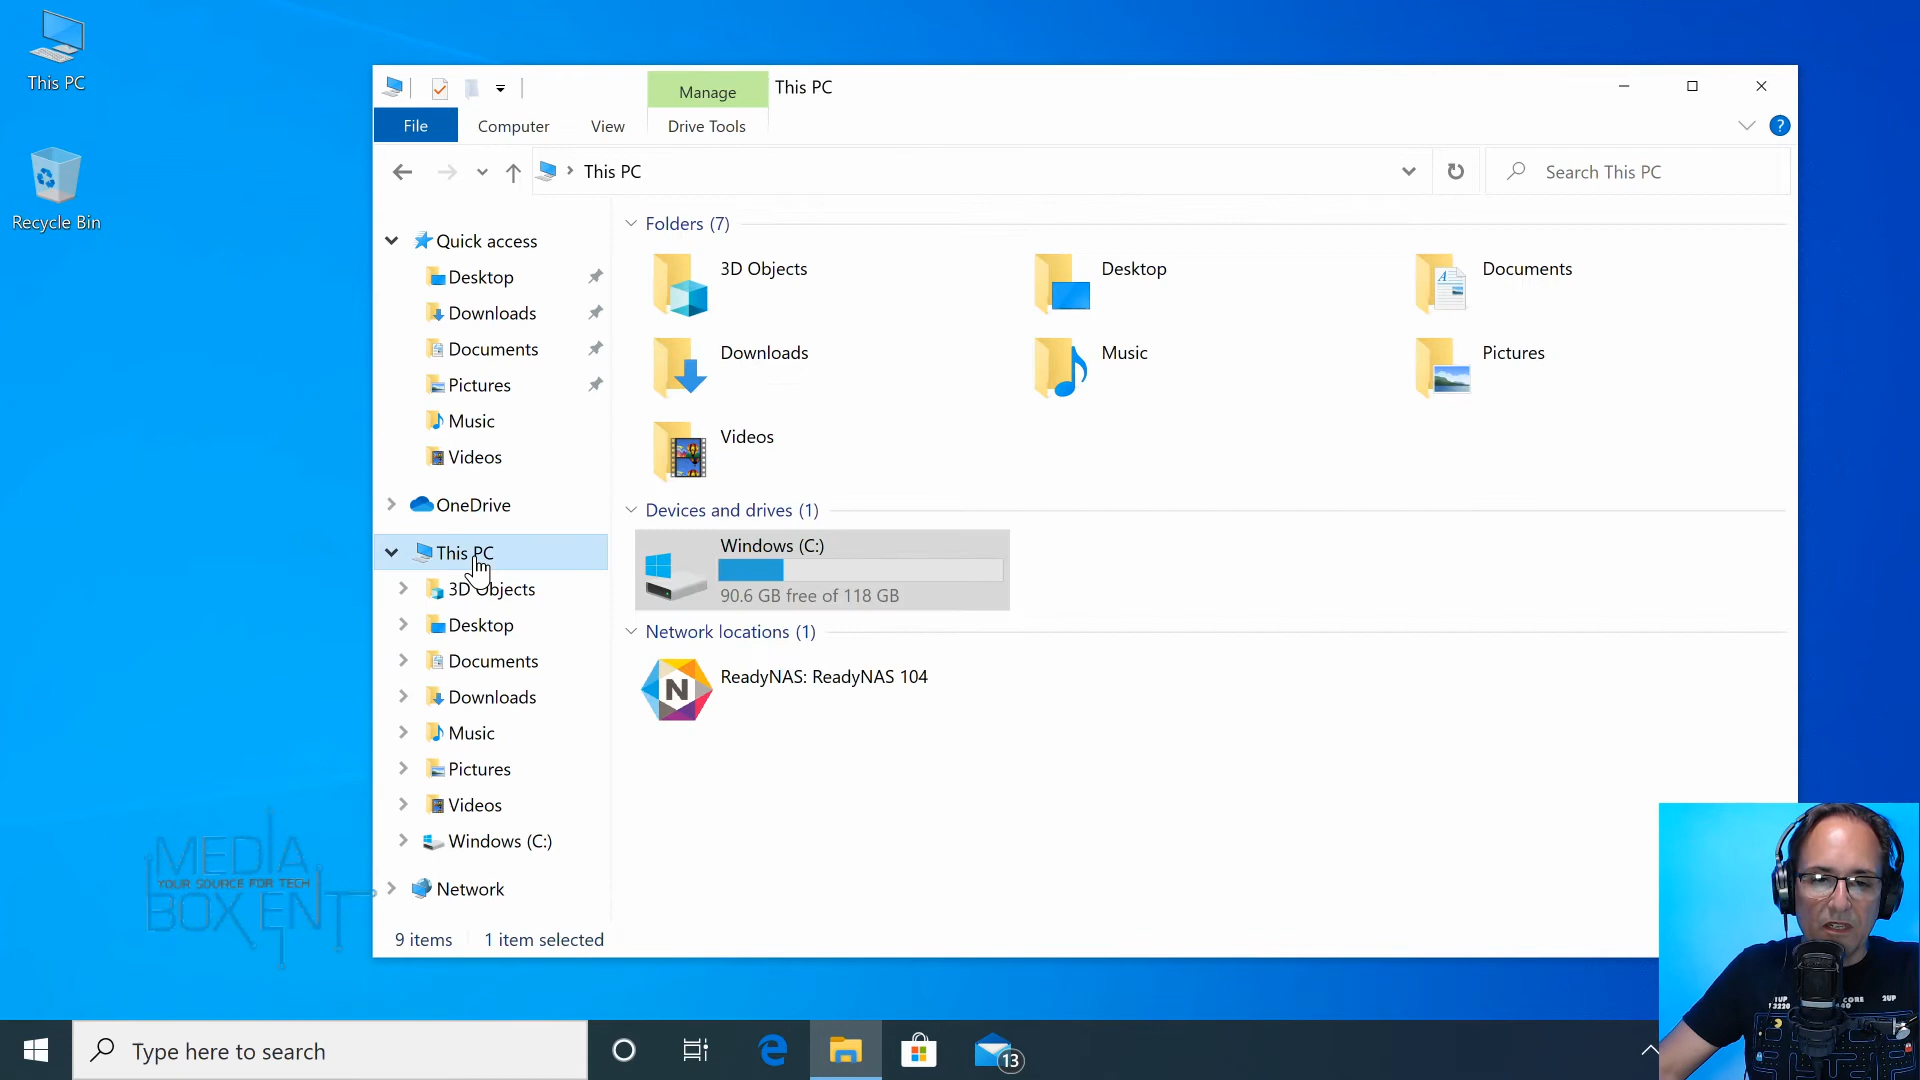 This PC
Recycle Bin
Manage
This PC
File
Computer
View
Drive Tools
?
This PC
Search This PC
Quick access
Desktop
Downloads
Documents
Pictures
Music
Videos
OneDrive
This PC
3D Objects
Desktop
Documents
Downloads
Music
Pictures
Videos
Windows (C:)
Network
Folders (7)
3D Objects
Desktop
Documents
Downloads
Music
Pictures
Videos
Devices and drives (1)
Windows (C:)
90.6 GB free of 118 GB
Network locations (1)
N
ReadyNAS: ReadyNAS 104
9 items
1 item selected
MEDIA
YOUR SOURCE FOR TECH
BOX ENT
Type here to search
13
2UP